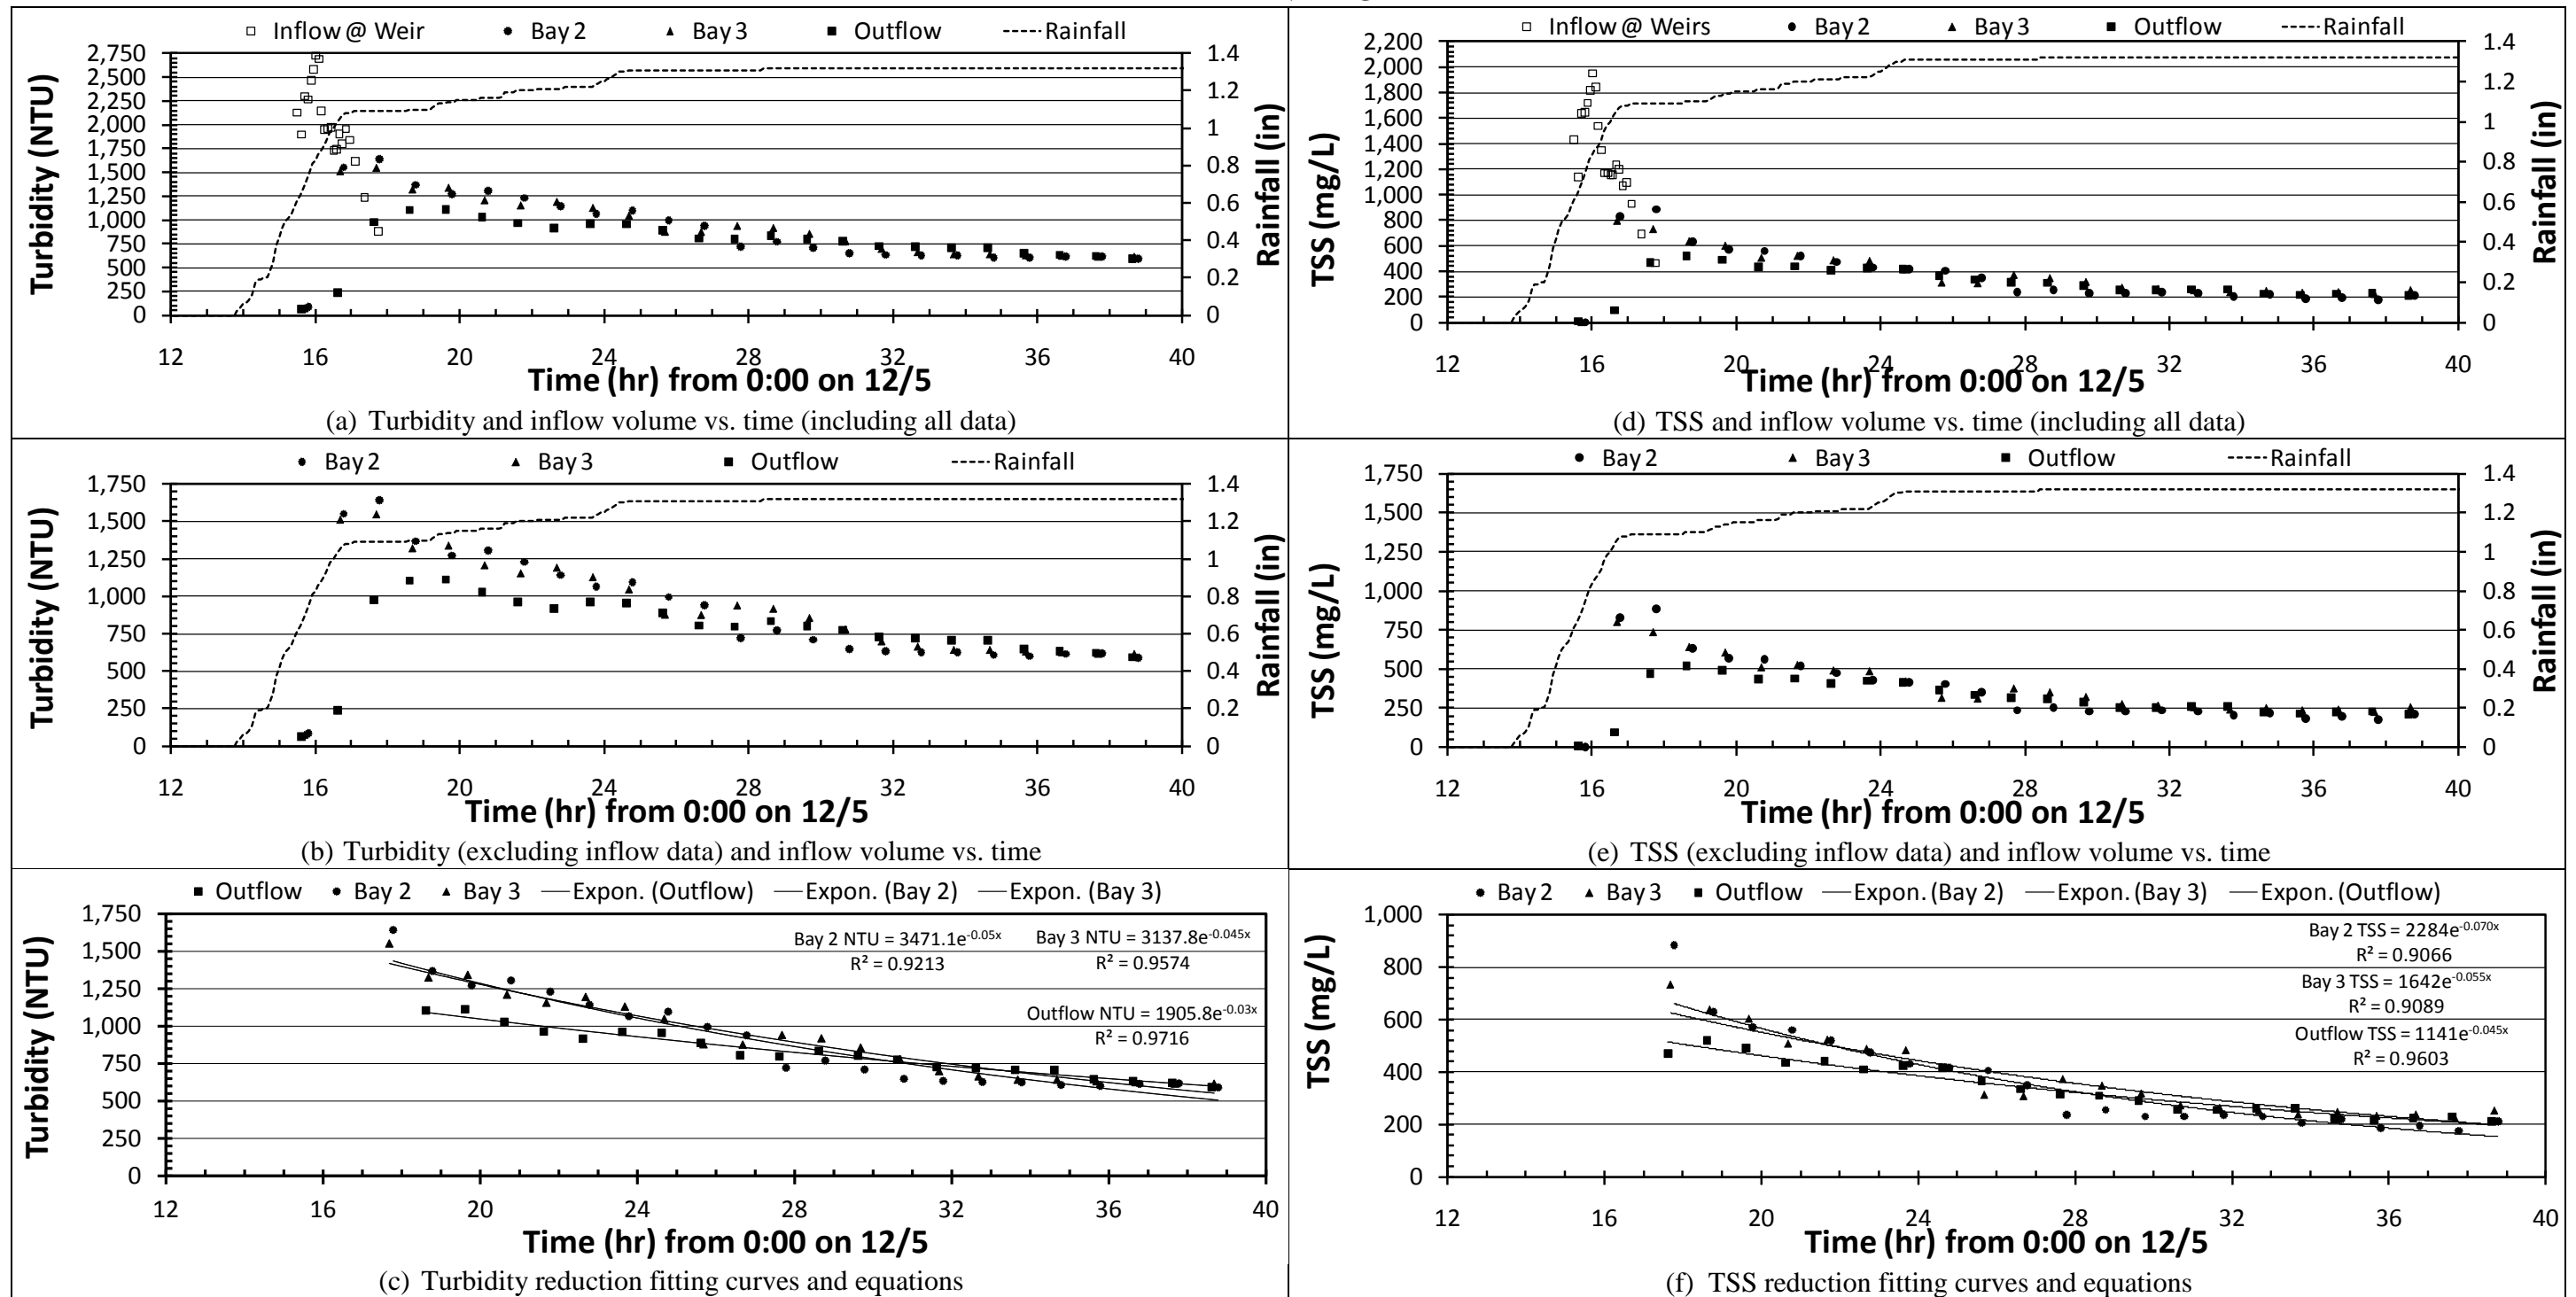 Inflow @ Weir Bay 2 Bay 3 Outflow Rainfall
2,750
2,500
2,250
2,000
1,750
1,500
1,250
1,000
750
500
250
0
Turbidity (NTU)
1.4
1.2
1
0.8
0.6
0.4
0.2
0
Rainfall (in)
12 16 20 24 28 32 36 40
Time (hr) from 0:00 on 12/5
(a) Turbidity and inflow volume vs. time (including all data)
Inflow @ Weirs Bay 2 Bay 3 Outflow Rainfall
2,200
2,000
1,800
1,600
1,400
1,200
1,000
800
600
400
200
0
TSS (mg/L)
1.4
1.2
1
0.8
0.6
0.4
0.2
0
Rainfall (in)
12 16 20 24 28 32 36 40
Time (hr) from 0:00 on 12/5
(d) TSS and inflow volume vs. time (including all data)
Bay 2 Bay 3 Outflow Rainfall
1,750
1,500
1,250
1,000
750
500
250
0
Turbidity (NTU)
1.4
1.2
1
0.8
0.6
0.4
0.2
0
Rainfall (in)
12 16 20 24 28 32 36 40
Time (hr) from 0:00 on 12/5
(b) Turbidity (excluding inflow data) and inflow volume vs. time
Bay 2 Bay 3 Outflow Rainfall
1,750
1,500
1,250
1,000
750
500
250
0
TSS (mg/L)
1.4
1.2
1
0.8
0.6
0.4
0.2
0
Rainfall (in)
12 16 20 24 28 32 36 40
Time (hr) from 0:00 on 12/5
(e) TSS (excluding inflow data) and inflow volume vs. time
Outflow Bay 2 Bay 3 Expon. (Outflow) Expon. (Bay 2) Expon. (Bay 3)
1,750
1,500
1,250
1,000
750
500
250
0
Turbidity (NTU)
Bay 2 NTU = 3471.1e^-0.05x Bay 3 NTU = 3137.8e^-0.045x
R² = 0.9213 R² = 0.9574
Outflow NTU = 1905.8e^-0.03x
R² = 0.9716
12 16 20 24 28 32 36 40
Time (hr) from 0:00 on 12/5
(c) Turbidity reduction fitting curves and equations
Bay 2 Bay 3 Outflow Expon. (Bay 2) Expon. (Bay 3) Expon. (Outflow)
1,000
800
600
400
200
0
TSS (mg/L)
Bay 2 TSS = 2284e^-0.070x
R² = 0.9066
Bay 3 TSS = 1642e^-0.055x
R² = 0.9089
Outflow TSS = 1141e^-0.045x
R² = 0.9603
12 16 20 24 28 32 36 40
Time (hr) from 0:00 on 12/5
(f) TSS reduction fitting curves and equations